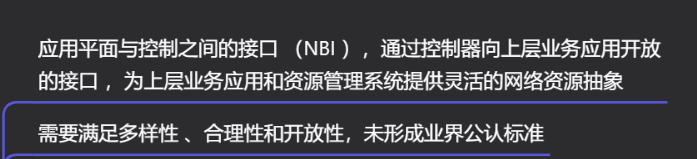 应用平面与控制之间的接口 （NBI ），通过控制器向上层业务应用开放
的接口 ，为上层业务应用和资源管理系统提供灵活的网络资源抽象
需要满足多样性 、合理性和开放性，未形成业界公认标准